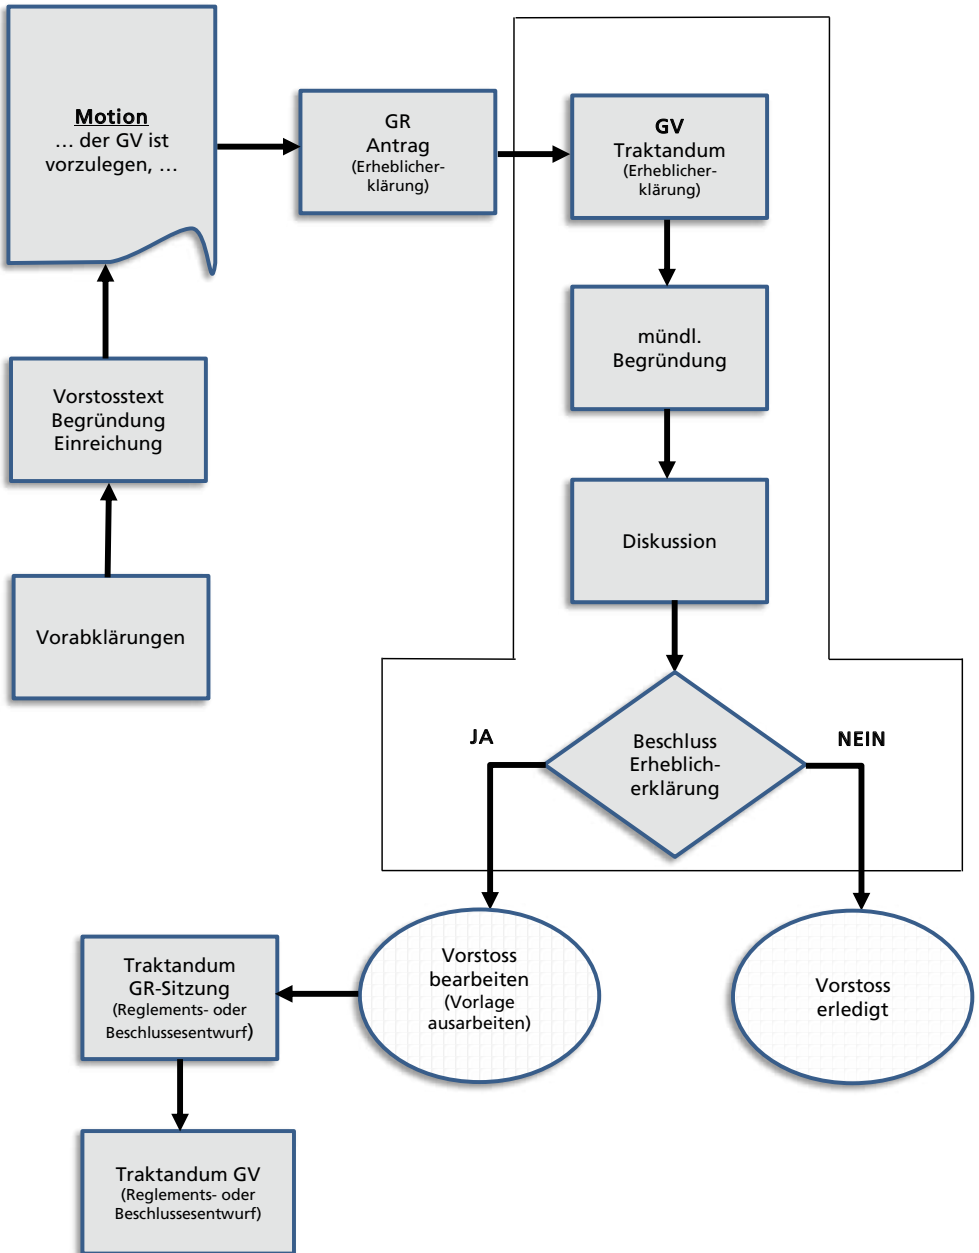 Motion
… der GV ist
vorzulegen, …
GR
Antrag
(Erheblicher-
klärung)
GV
Traktandum
(Erheblicher-
klärung)
mündl.
Begründung
Vorstosstext
Begründung
Einreichung
Diskussion
Vorabklärungen
JA
Beschluss
Erheblich-
erklärung
NEIN
Traktandum
GR-Sitzung
(Reglements- oder
Beschlussesentwurf)
Vorstoss
bearbeiten
(Vorlage
ausarbeiten)
Vorstoss
erledigt
Traktandum GV
(Reglements- oder
Beschlussesentwurf)